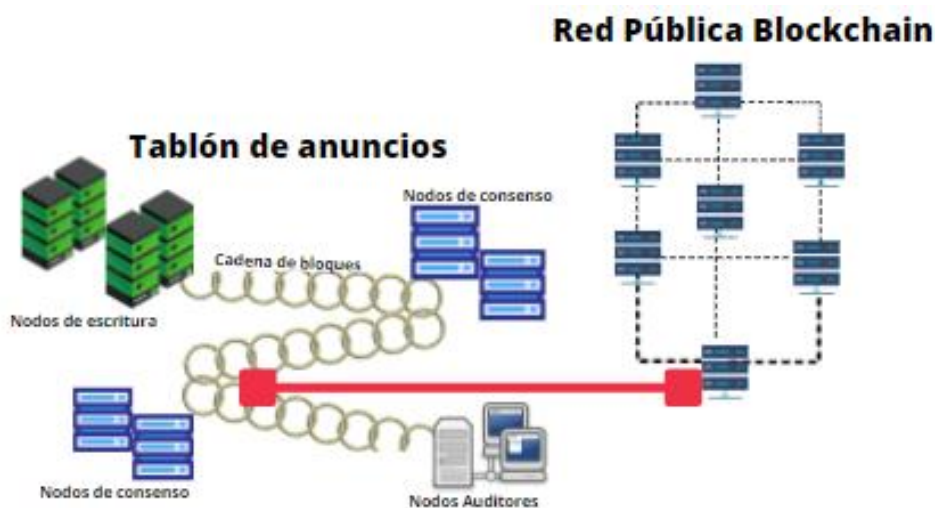 Red Pública Blockchain
Tablón de anuncios
Nodos de consenso
Cadena de bloques
Nodos de escritura
Nodos de consenso
Nodos Auditores